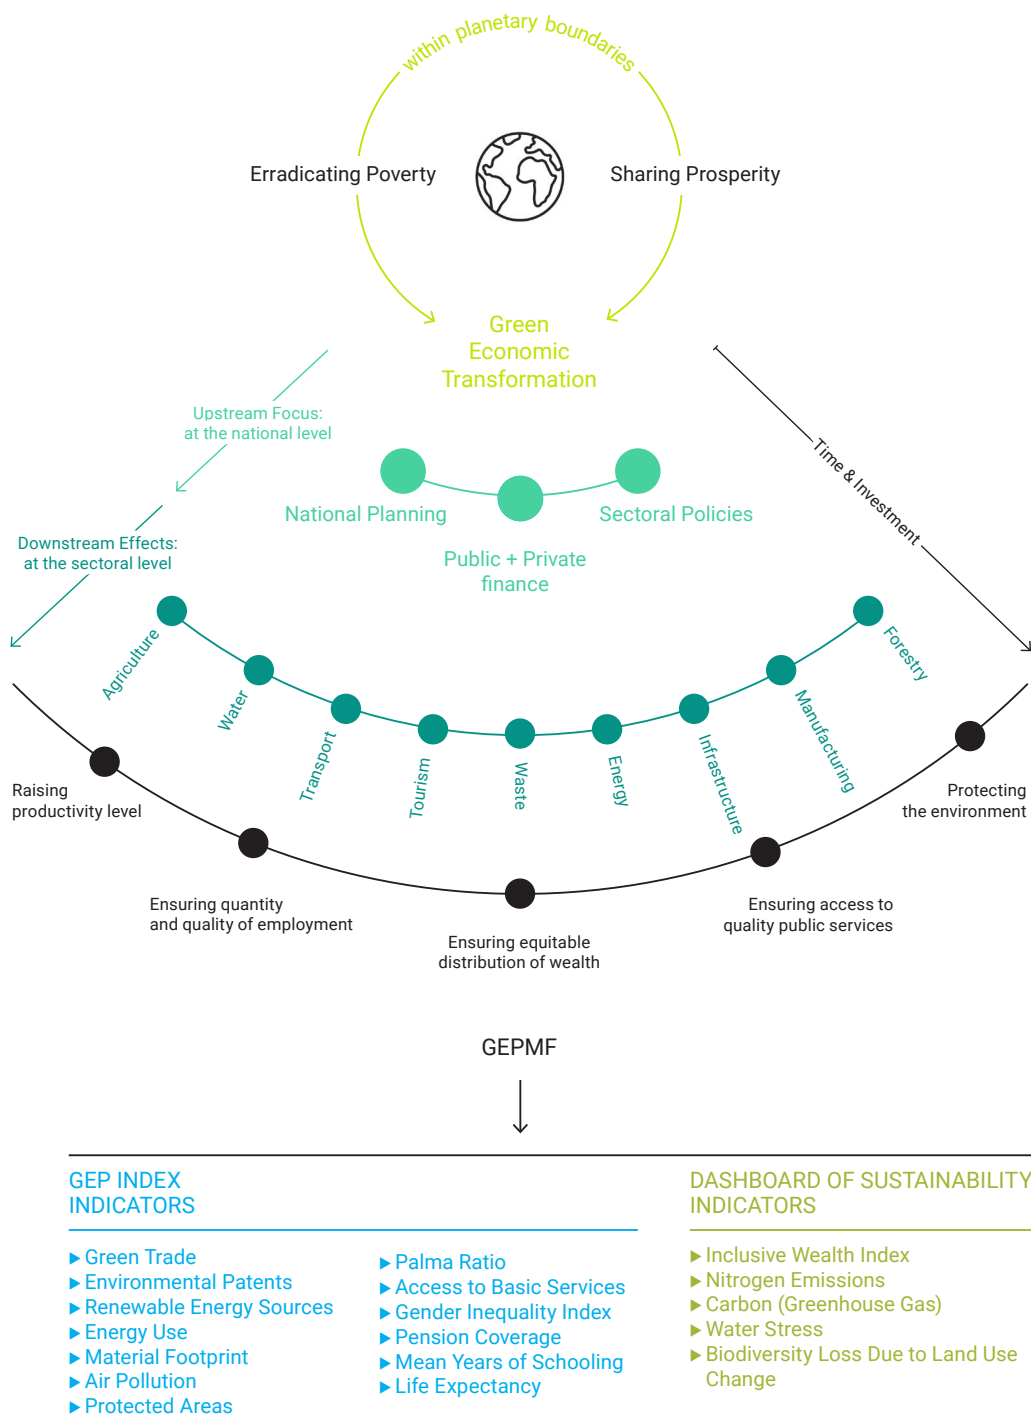 within planetary boundaries
Erradicating Poverty
Sharing Prosperity
Green
Economic
Transformation
Upstream Focus:
at the national level
Time & Investment
National Planning
Sectoral Policies
Public + Private
finance
Downstream Effects:
at the sectoral level
Agriculture
Water
Transport
Tourism
Waste
Energy
Infrastructure
Manufacturing
Forestry
Raising
productivity level
Ensuring quantity
and quality of employment
Ensuring equitable
distribution of wealth
Ensuring access to
quality public services
Protecting
the environment
GEPMF
GEP INDEX
INDICATORS
▶ Green Trade
▶ Environmental Patents
▶ Renewable Energy Sources
▶ Energy Use
▶ Material Footprint
▶ Air Pollution
▶ Protected Areas
▶ Palma Ratio
▶ Access to Basic Services
▶ Gender Inequality Index
▶ Pension Coverage
▶ Mean Years of Schooling
▶ Life Expectancy
DASHBOARD OF SUSTAINABILITY
INDICATORS
▶ Inclusive Wealth Index
▶ Nitrogen Emissions
▶ Carbon (Greenhouse Gas)
▶ Water Stress
▶ Biodiversity Loss Due to Land Use
Change